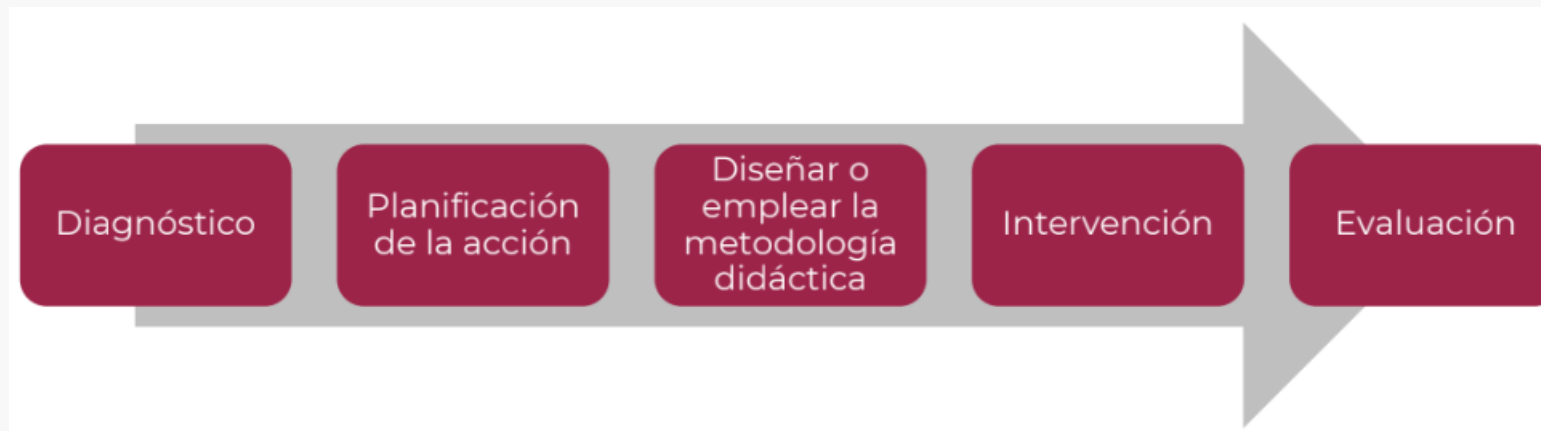 Diagnóstico
Planificación
de la acción
Diseñar o
emplear la
metodología
didáctica
Intervención
Evaluación